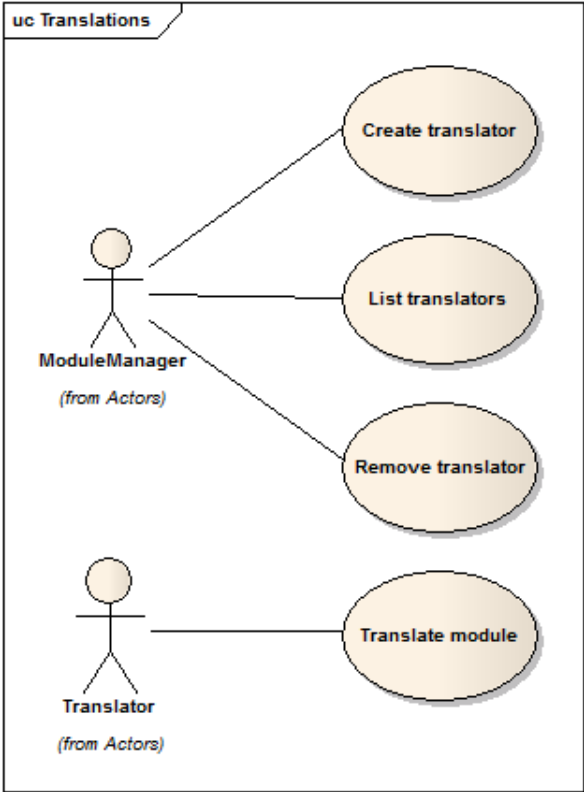 uc Translations
Create translator
List translators
ModuleManager
(from Actors)
Remove translator
Translate module
Translator
(from Actors)